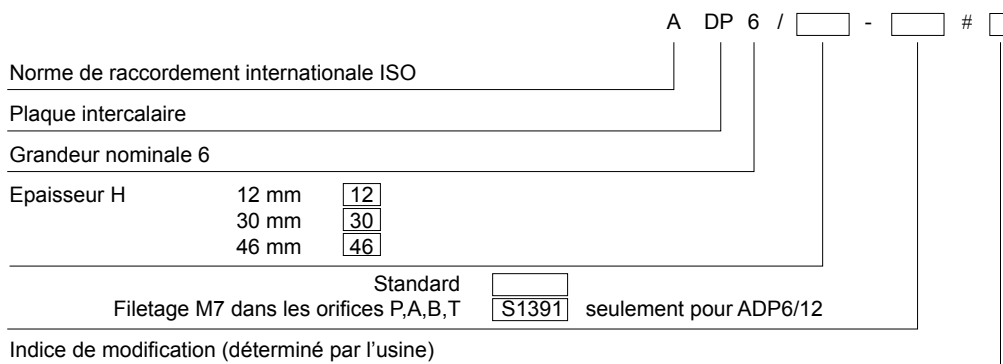 A DP 6 / - #
Norme de raccordement internationale ISO
Plaque intercalaire
Grandeur nominale 6
Epaisseur H 12 mm 12
30 mm 30
46 mm 46
Standard
Filetage M7 dans les orifices P,A,B,T S1391 seulement pour ADP6/12
Indice de modification (déterminé par l'usine)